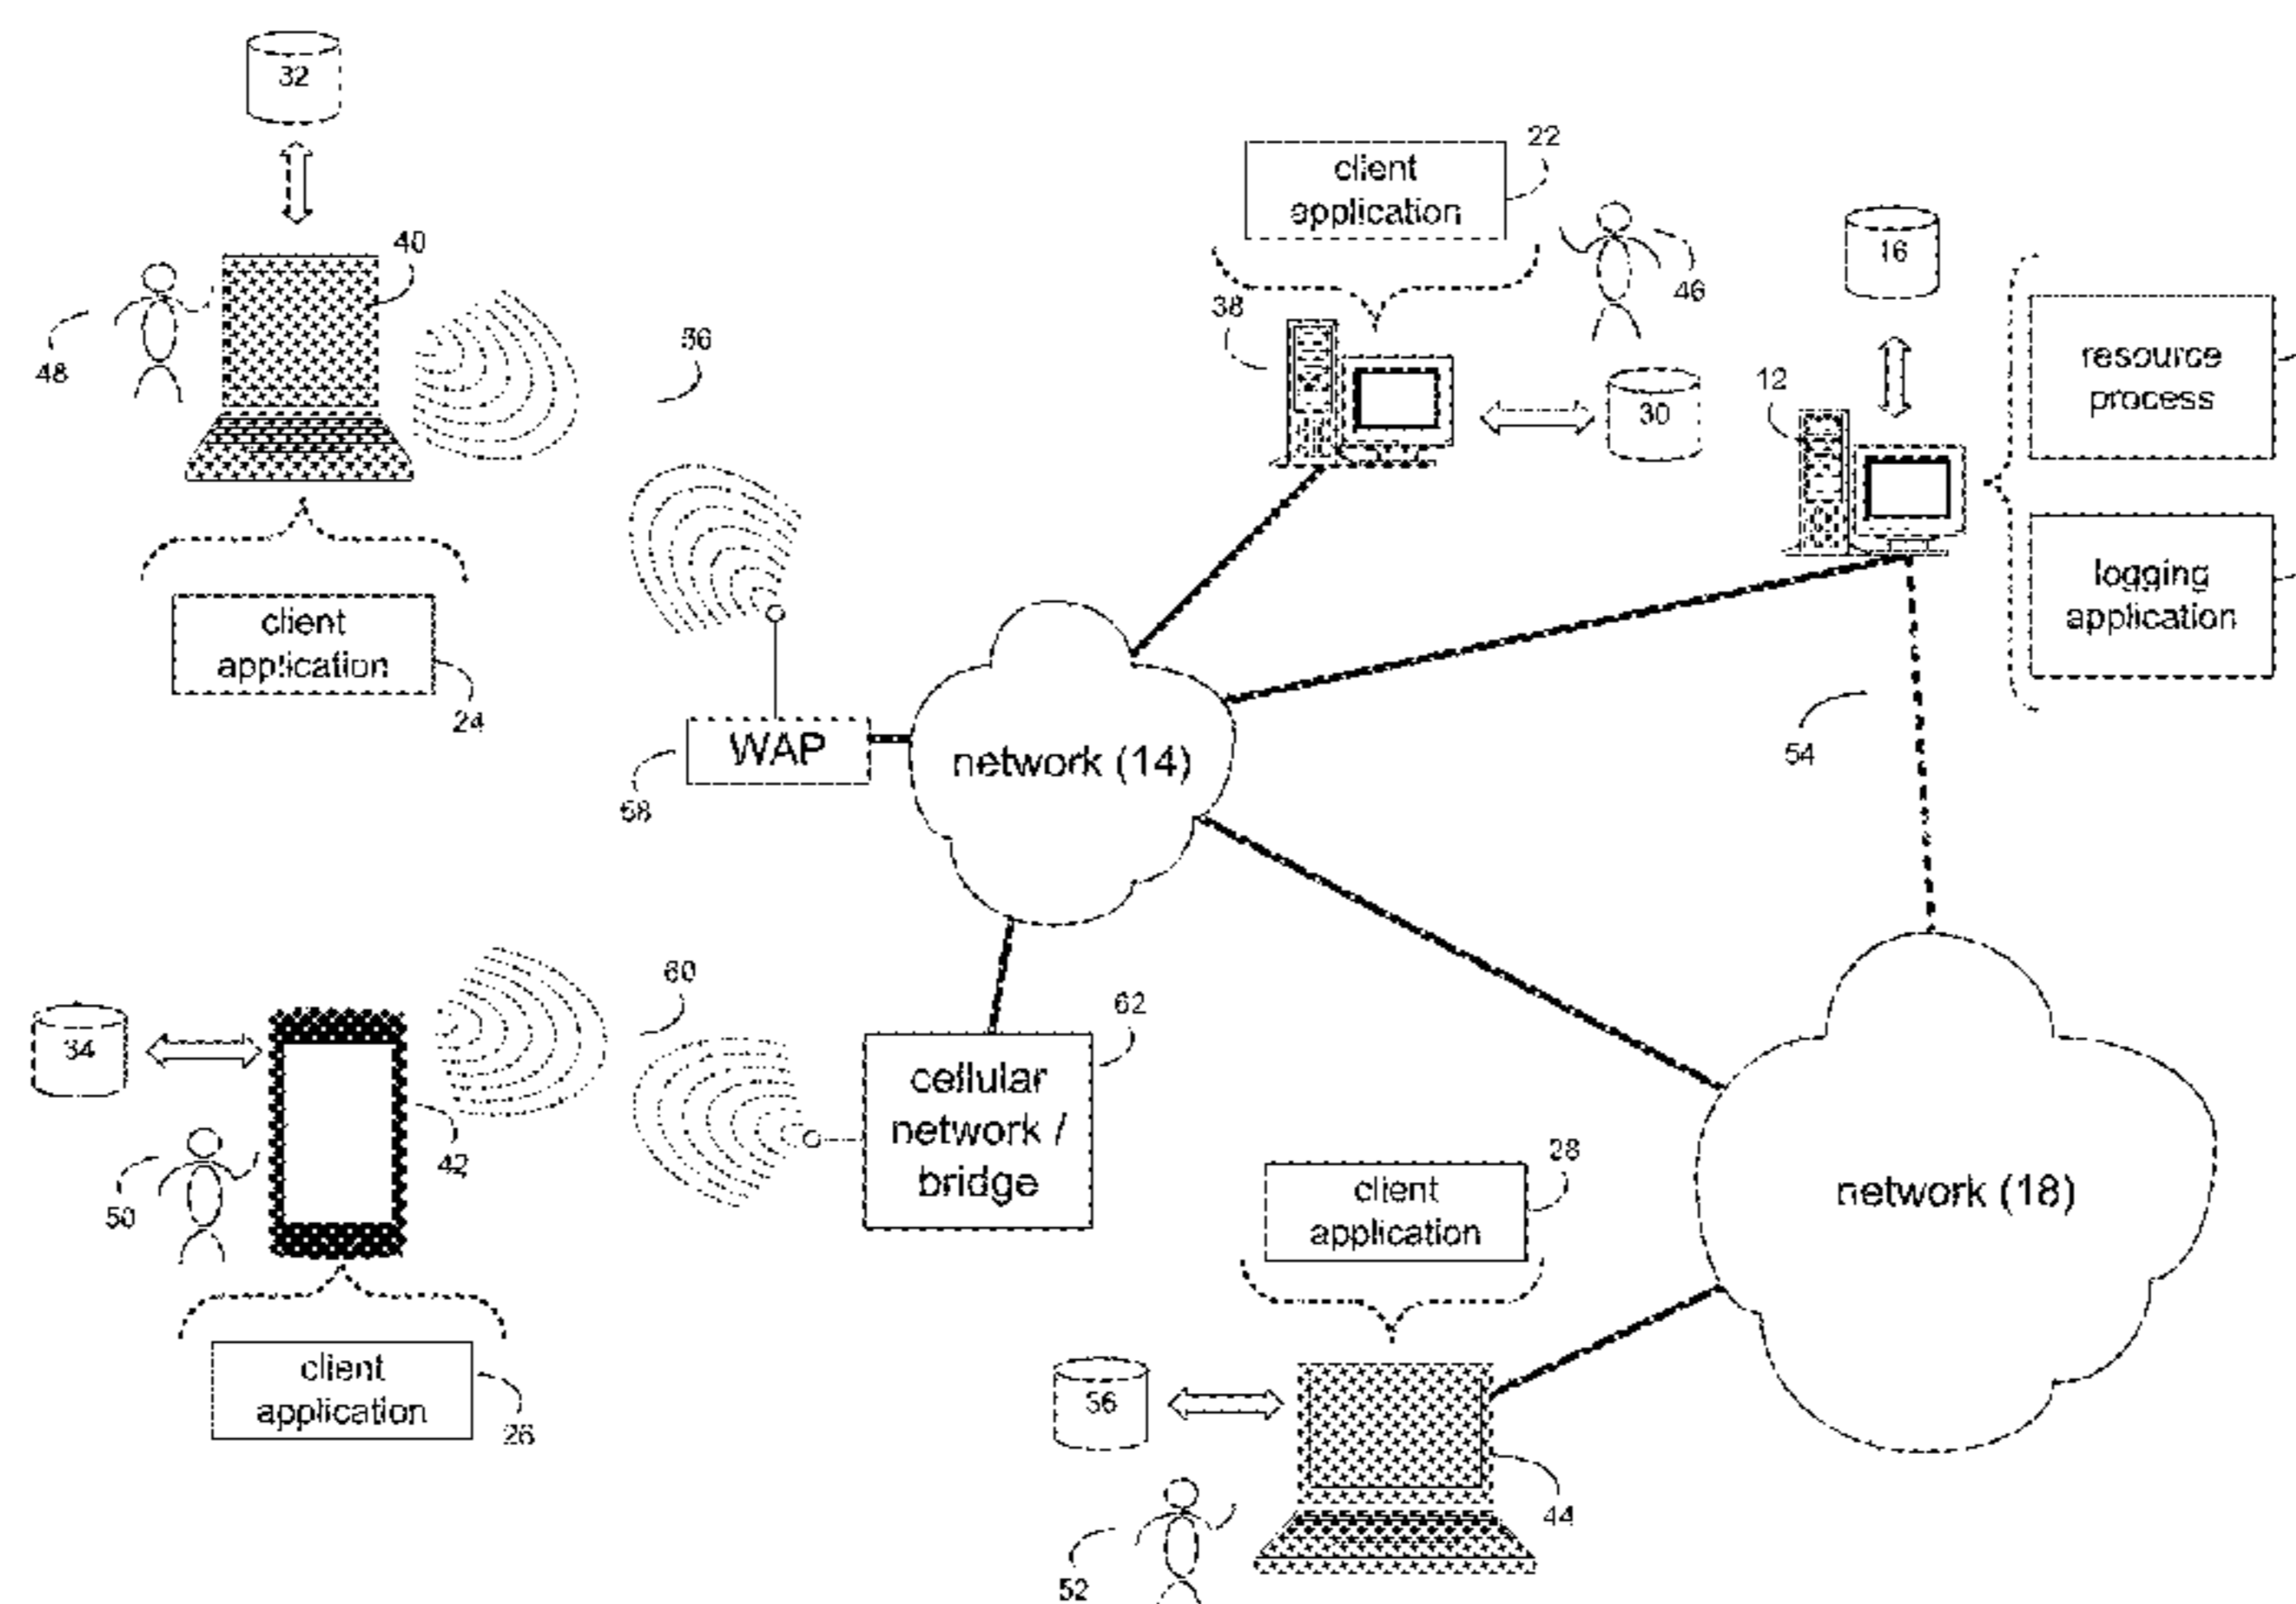 32
40
48
56
client
application
24
22
client
application
46
38
30
16
12
resource
process
logging
application
54
WAP
58
network (14)
60
62
34
42
50
cellular
network /
bridge
client
application
26
28
client
application
network (18)
56
44
52